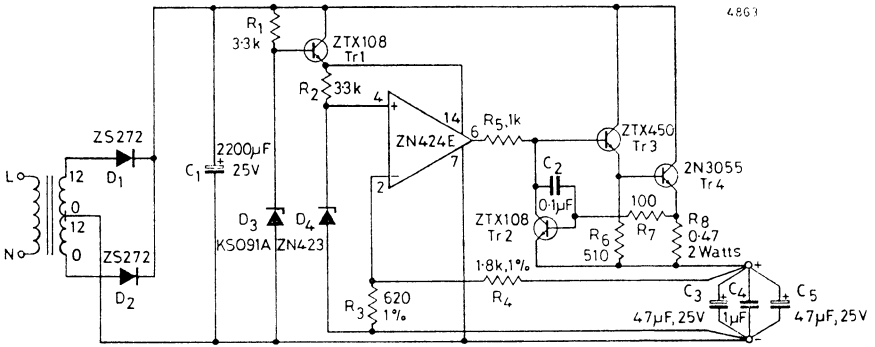 4863
R1
3·3k
ZTX108
Tr1
R2
3·3k
4
+
14
ZN424E
6
7
−
2
R5,1k
ZTX450
Tr3
2N3055
Tr4
ZS272
D1
L
N
12
0
12
0
ZS272
D2
2200µF
25V
C1
+
D3
KS091A
D4
ZN423
C2
0·1µF
ZTX108
Tr2
100
R7
R6
510
R8
0·47
2Watts
1·8k,1%
R4
R3
620
1%
+
C3
+
C4
+
C5
47µF,25V
1µF
47µF,25V
−